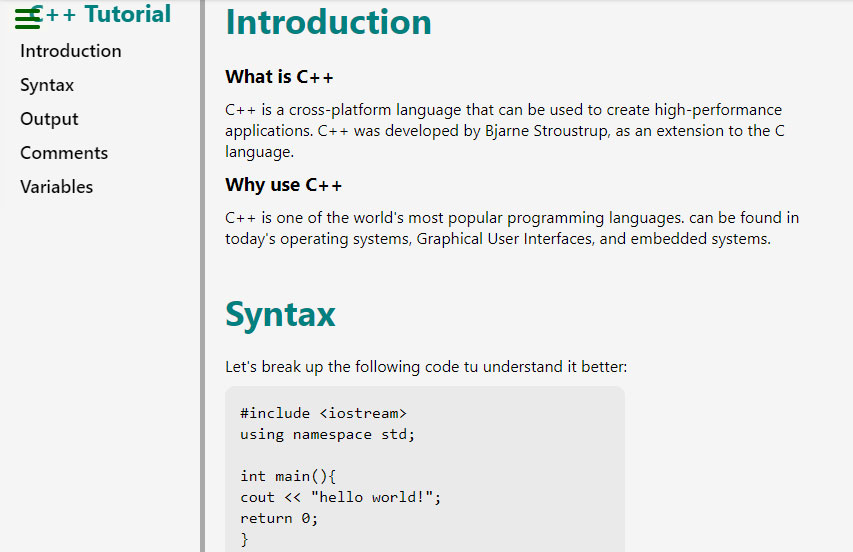 C++ Tutorial
Introduction
Syntax
Output
Comments
Variables
Introduction
What is C++
C++ is a cross-platform language that can be used to create high-performance
applications. C++ was developed by Bjarne Stroustrup, as an extension to the C
language.
Why use C++
C++ is one of the world's most popular programming languages. can be found in
today's operating systems, Graphical User Interfaces, and embedded systems.
Syntax
Let's break up the following code tu understand it better:
#include <iostream>
using namespace std;
int main(){
cout << "hello world!";
return 0;
}